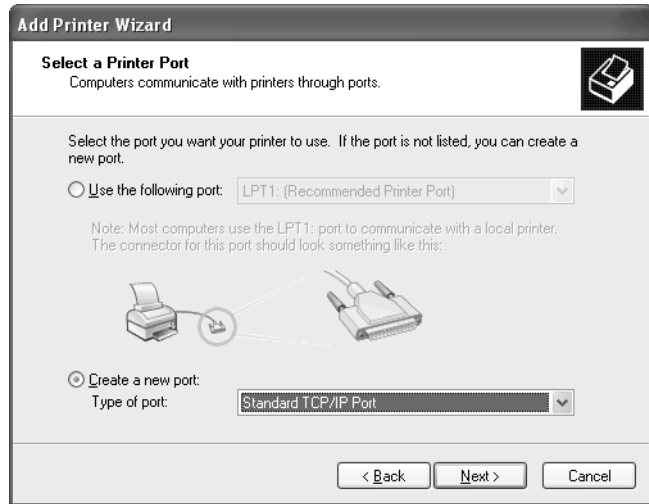 Add Printer Wizard
Select a Printer Port
Computers communicate with printers through ports.
Select the port you want your printer to use. If the port is not listed, you can create a
new port.
Use the following port: LPT1: (Recommended Printer Port)
Note: Most computers use the LPT1: port to communicate with a local printer.
The connector for this port should look something like this:
Create a new port:
Type of port: Standard TCP/IP Port
< Back Next > Cancel